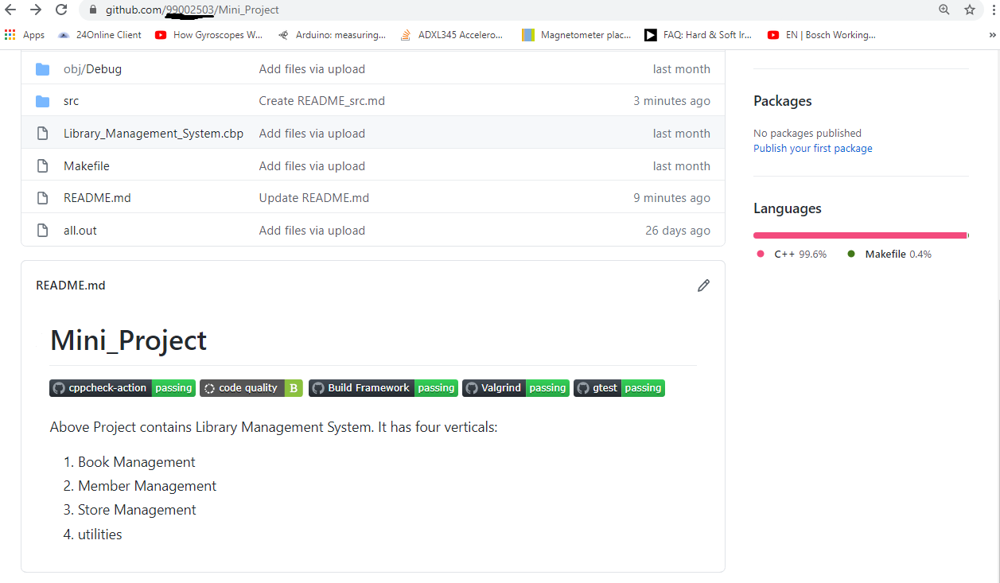 github.com/99002503/Mini_Project
Apps 24Online Client How Gyroscopes W... Arduino: measuring... ADXL345 Accelero... Magnetometer plac... FAQ: Hard & Soft Ir... EN | Bosch Working... »
obj/Debug Add files via upload last month
src Create README_src.md 3 minutes ago
Library_Management_System.cbp Add files via upload last month
Makefile Add files via upload last month
README.md Update README.md 9 minutes ago
all.out Add files via upload 26 days ago
Packages
No packages published
Publish your first package
Languages
C++ 99.6% Makefile 0.4%
README.md
Mini_Project
cppcheck-action passing code quality B Build Framework passing Valgrind passing gtest passing
Above Project contains Library Management System. It has four verticals:
1. Book Management
2. Member Management
3. Store Management
4. utilities